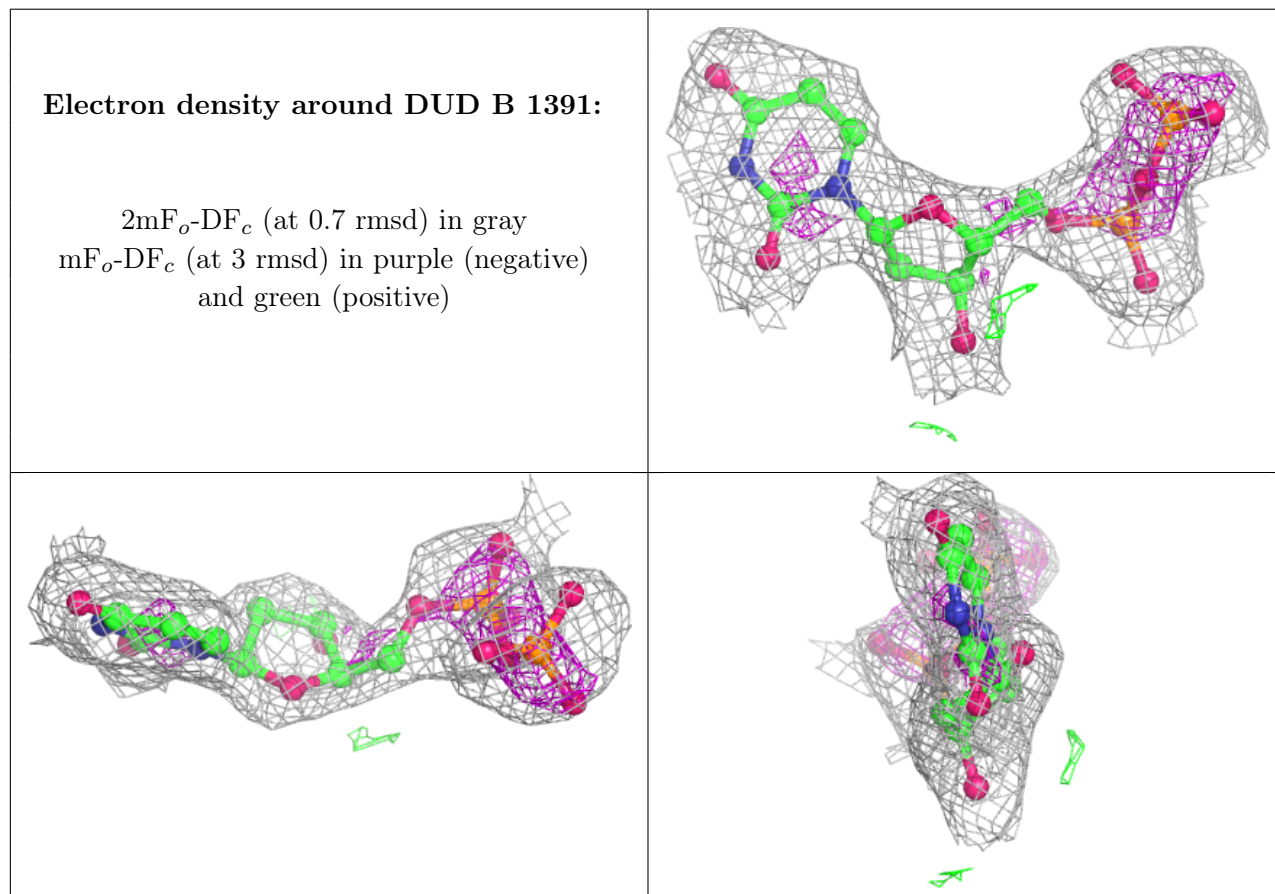 Electron density around DUD B 1391:
2mFₒ-DF𝒸 (at 0.7 rmsd) in gray
mFₒ-DF𝒸 (at 3 rmsd) in purple (negative)
and green (positive)